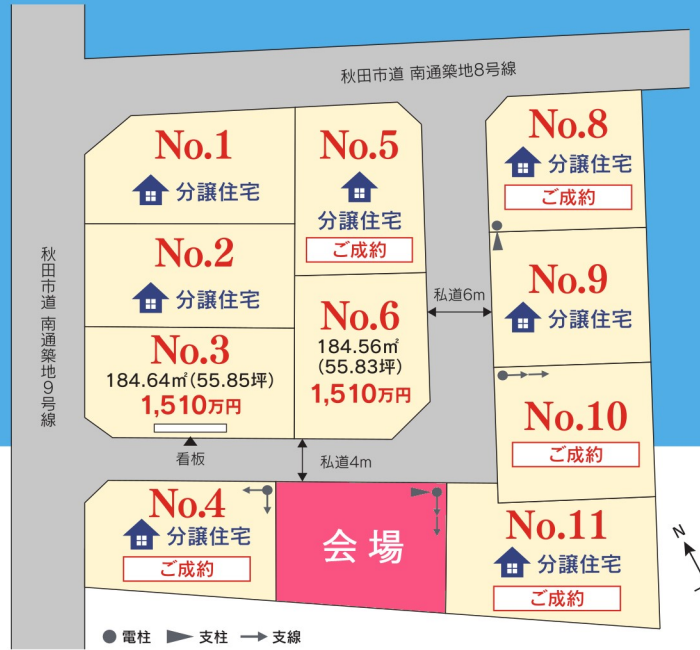 秋田市道 南通築地8号線
秋田市道 南通築地9号線
No.1
分譲住宅
No.2
分譲住宅
No.3
184.64㎡(55.85坪)
1,510万円
看板
No.5
分譲住宅
ご成約
No.6
184.56㎡
(55.83坪)
1,510万円
私道6m
私道4m
No.8
分譲住宅
ご成約
No.9
分譲住宅
No.10
ご成約
No.4
分譲住宅
ご成約
会場
No.11
分譲住宅
ご成約
N
電柱 支柱 支線